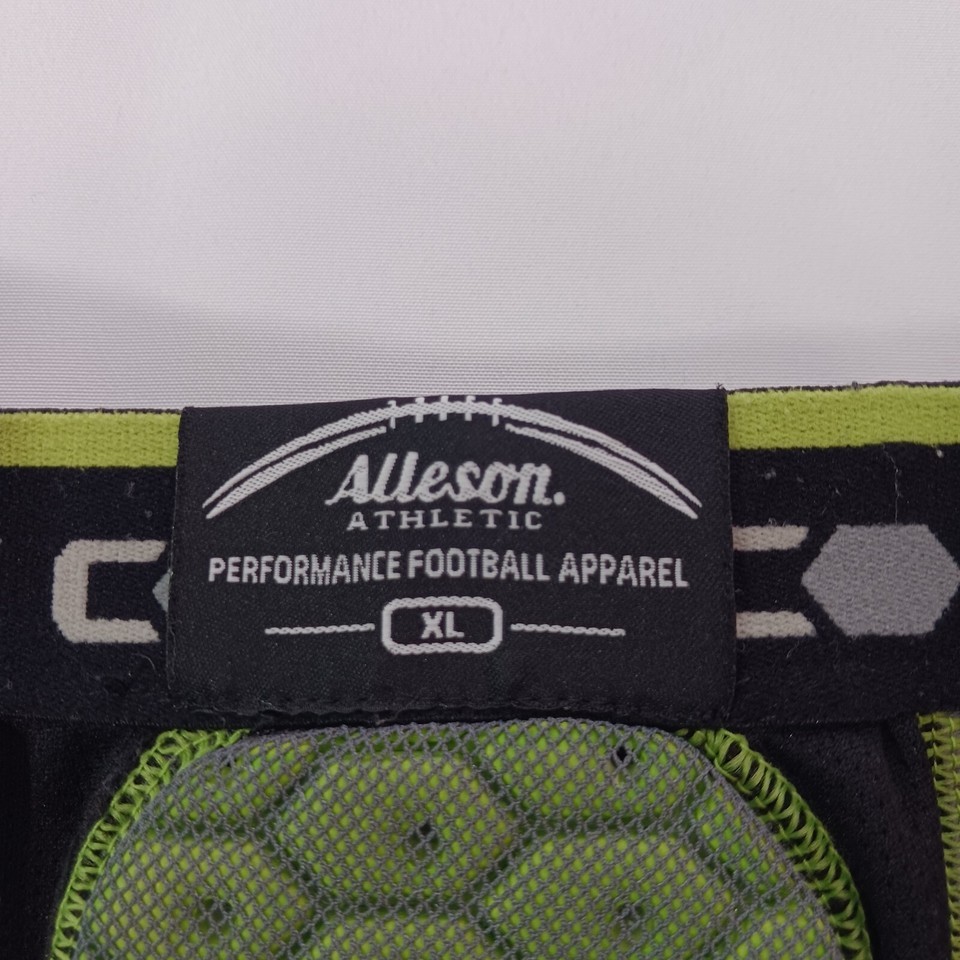 Alleson.
ATHLETIC
PERFORMANCE FOOTBALL APPAREL
XL